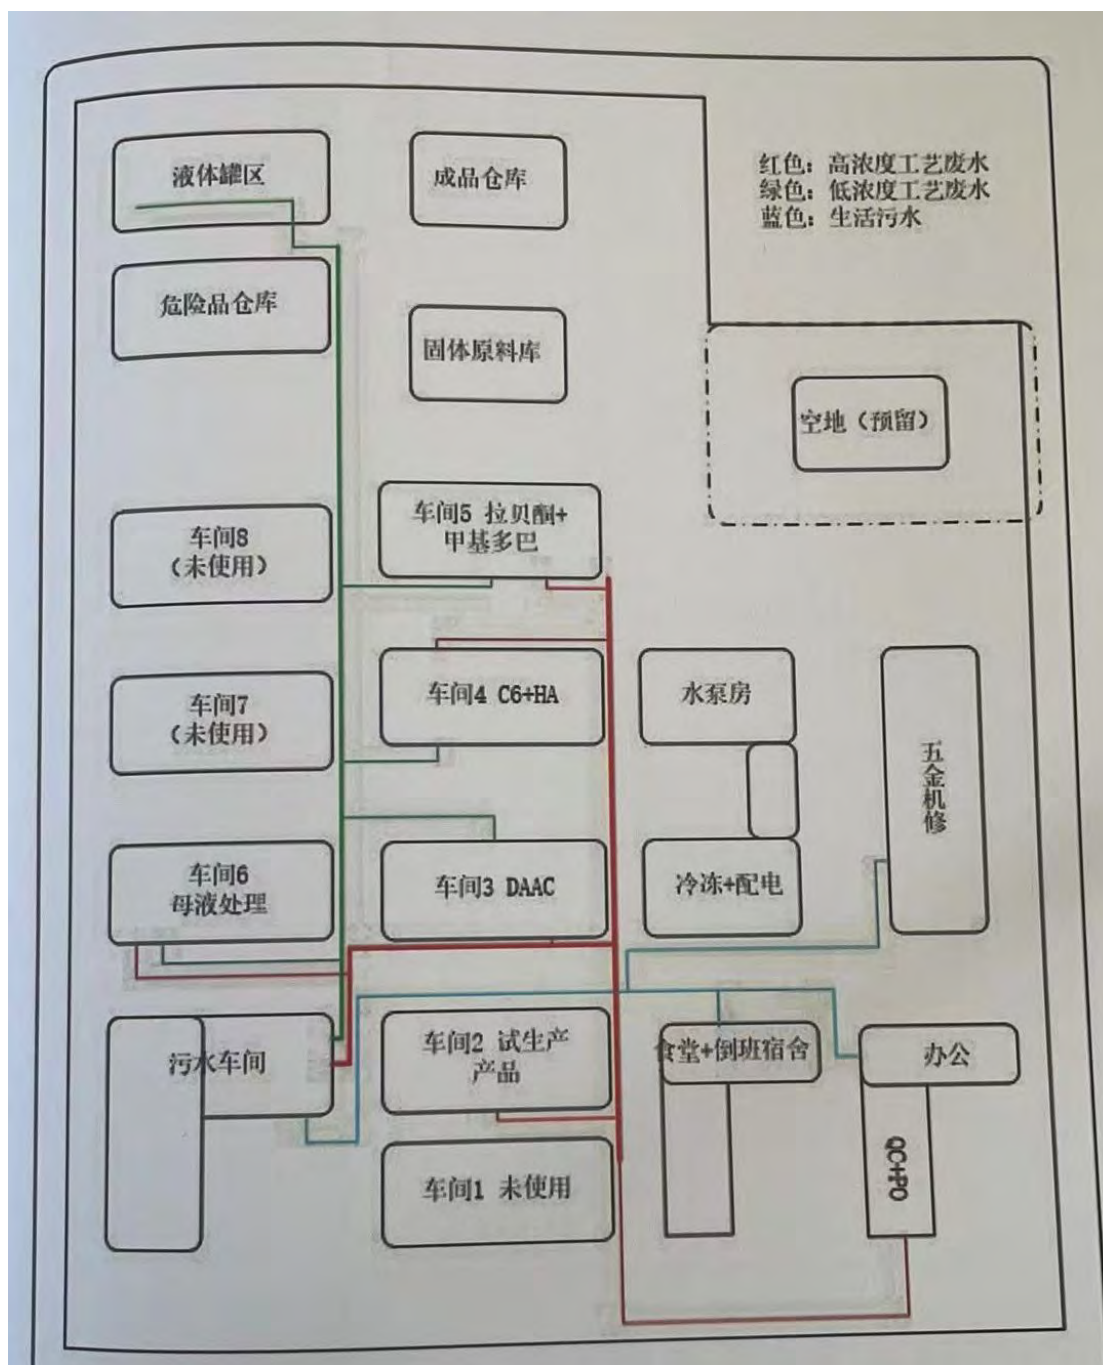 液体罐区
成品仓库
红色：高浓度工艺废水
绿色：低浓度工艺废水
蓝色：生活污水
危险品仓库
固体原料库
空地（预留）
车间8
（未使用）
车间5 拉贝酮+
甲基多巴
车间7
（未使用）
车间4 C6+HA
水泵房
五金机修
车间6
母液处理
车间3 DAAC
冷冻+配电
污水车间
车间2 试生产
产品
食堂+倒班宿舍
办公
车间1 未使用
QC+PO